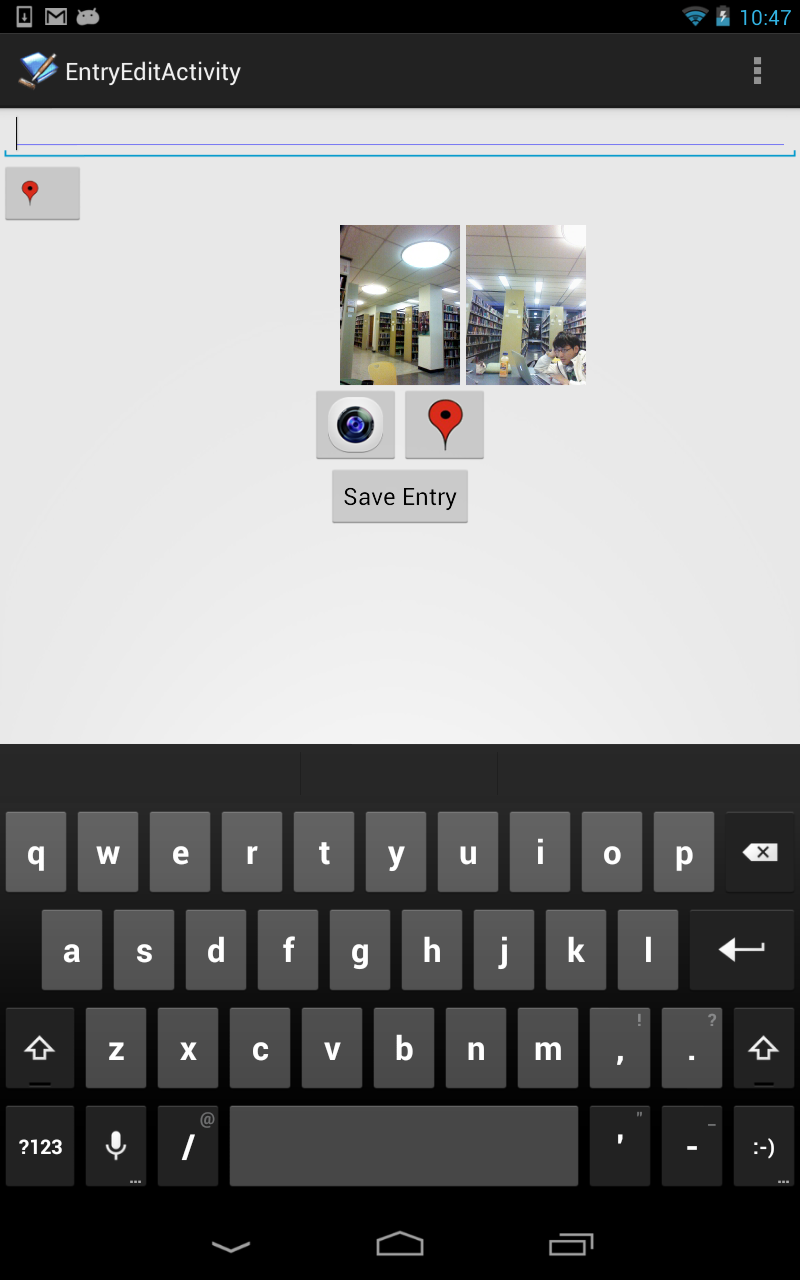 10:47
EntryEditActivity
Save Entry
q w e r t y u i o p
a s d f g h j k l
! ?
z x c v b n m , .
@ " _
?123 / ' - :-)